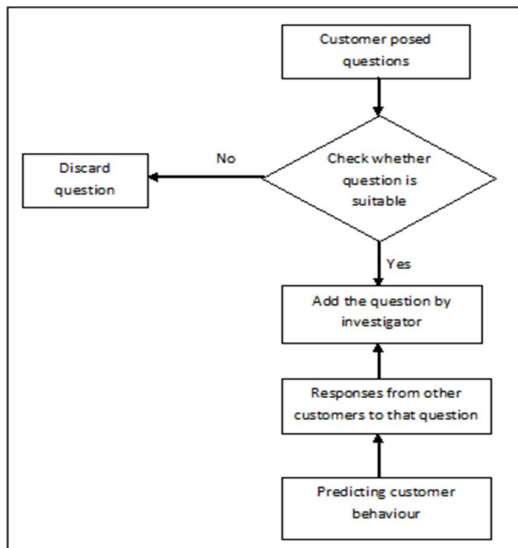 Customer posed
questions
Check whether
question is
suitable
No
Discard
question
Yes
Add the question by
investigator
Responses from other
customers to that question
Predicting customer
behaviour